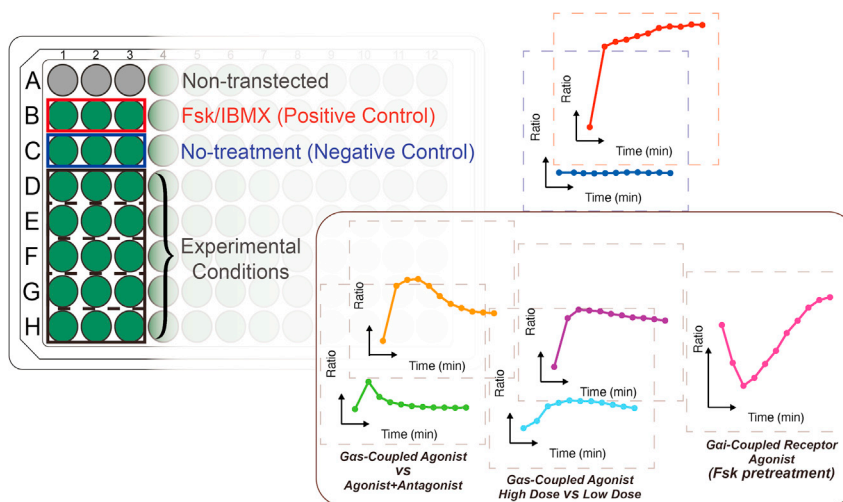 1 2 3 4 5 6 7 8 9 10 11 12
A Non-transtected
B Fsk/IBMX (Positive Control)
C No-treatment (Negative Control)
D
E
F
G
H
Experimental
Conditions
Ratio
Time (min)
Ratio
Time (min)
Ratio
Time (min)
Ratio
Time (min)
Gαs-Coupled Agonist
vs
Agonist+Antagonist
Ratio
Time (min)
Ratio
Time (min)
Gαs-Coupled Agonist
High Dose vs Low Dose
Ratio
Time (min)
Gαi-Coupled Receptor
Agonist
(Fsk pretreatment)